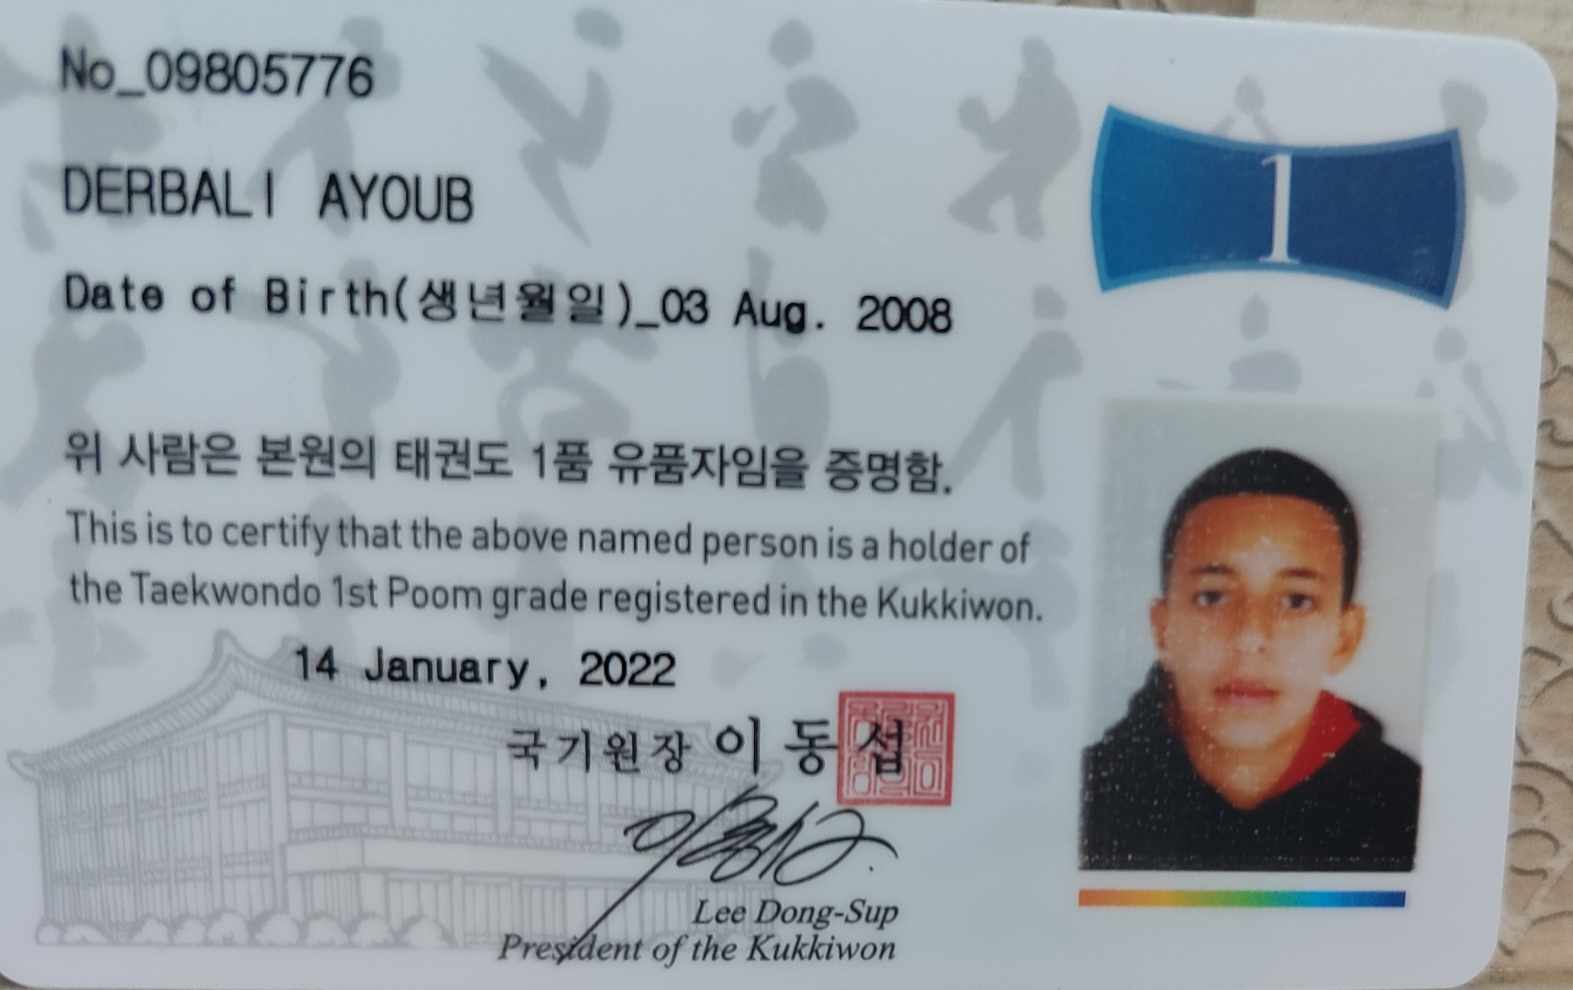 No_09805776
1
DERBALI AYOUB
Date of Birth(생년월일)_03 Aug. 2008
위 사람은 본원의 태권도 1품 유품자임을 증명함.
This is to certify that the above named person is a holder of
the Taekwondo 1st Poom grade registered in the Kukkiwon.
14 January, 2022
국기원장 이동섭
Lee Dong-Sup
President of the Kukkiwon